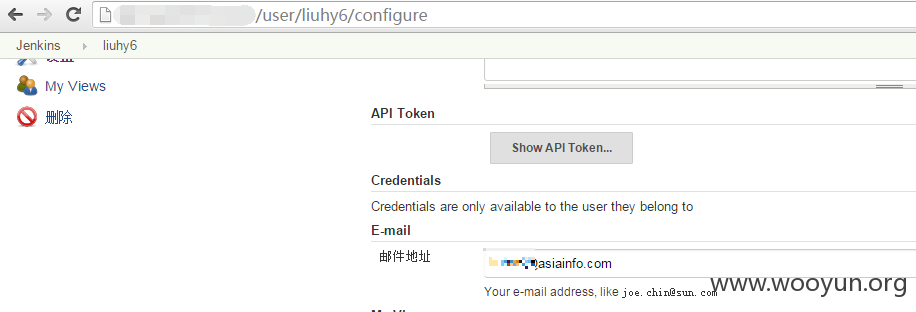 /user/liuhy6/configure
Jenkins
liuhy6
My Views
删除
API Token
Show API Token...
Credentials
Credentials are only available to the user they belong to
E-mail
邮件地址
asiainfo.com
Your e-mail address, like joe.chin@sun.com
www.wooyun.org